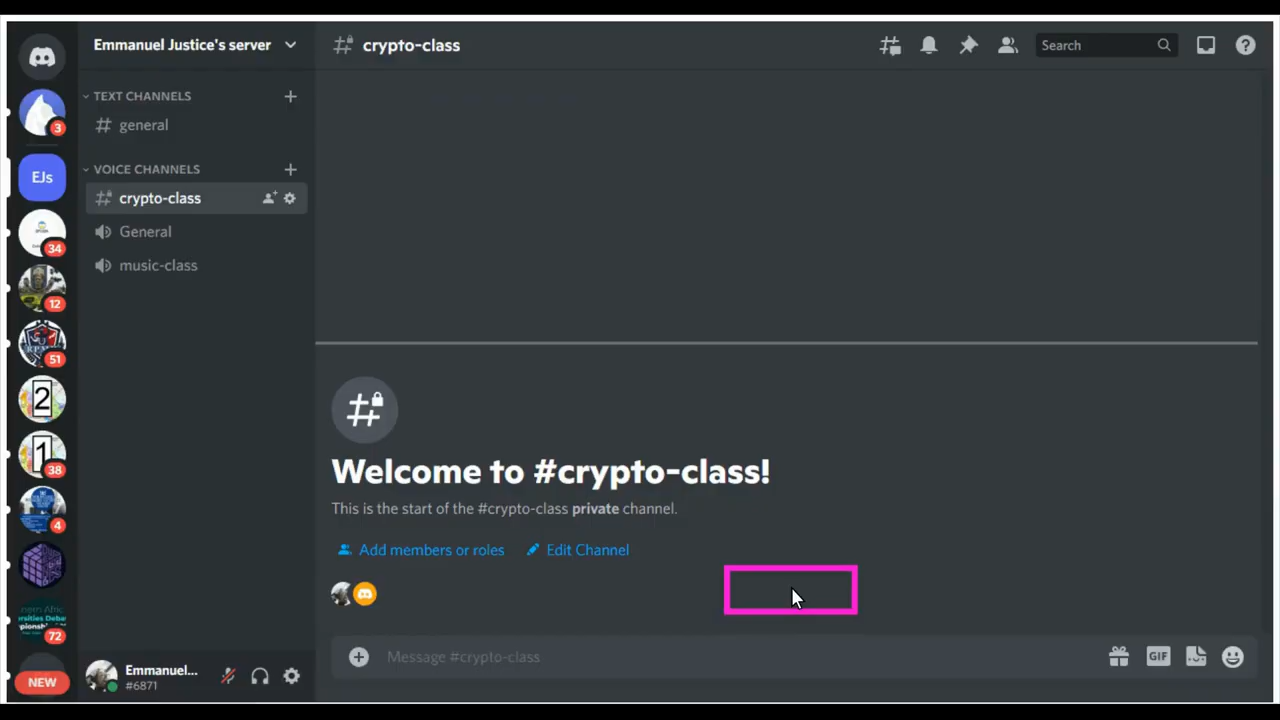 Emmanuel Justice's server
crypto-class
Search
TEXT CHANNELS
general
VOICE CHANNELS
crypto-class
General
music-class
3
EJs
34
12
51
2
1
38
4
72
NEW
Welcome to #crypto-class!
This is the start of the #crypto-class private channel.
Add members or roles
Edit Channel
Message #crypto-class
GIF
Emmanuel...
#6871